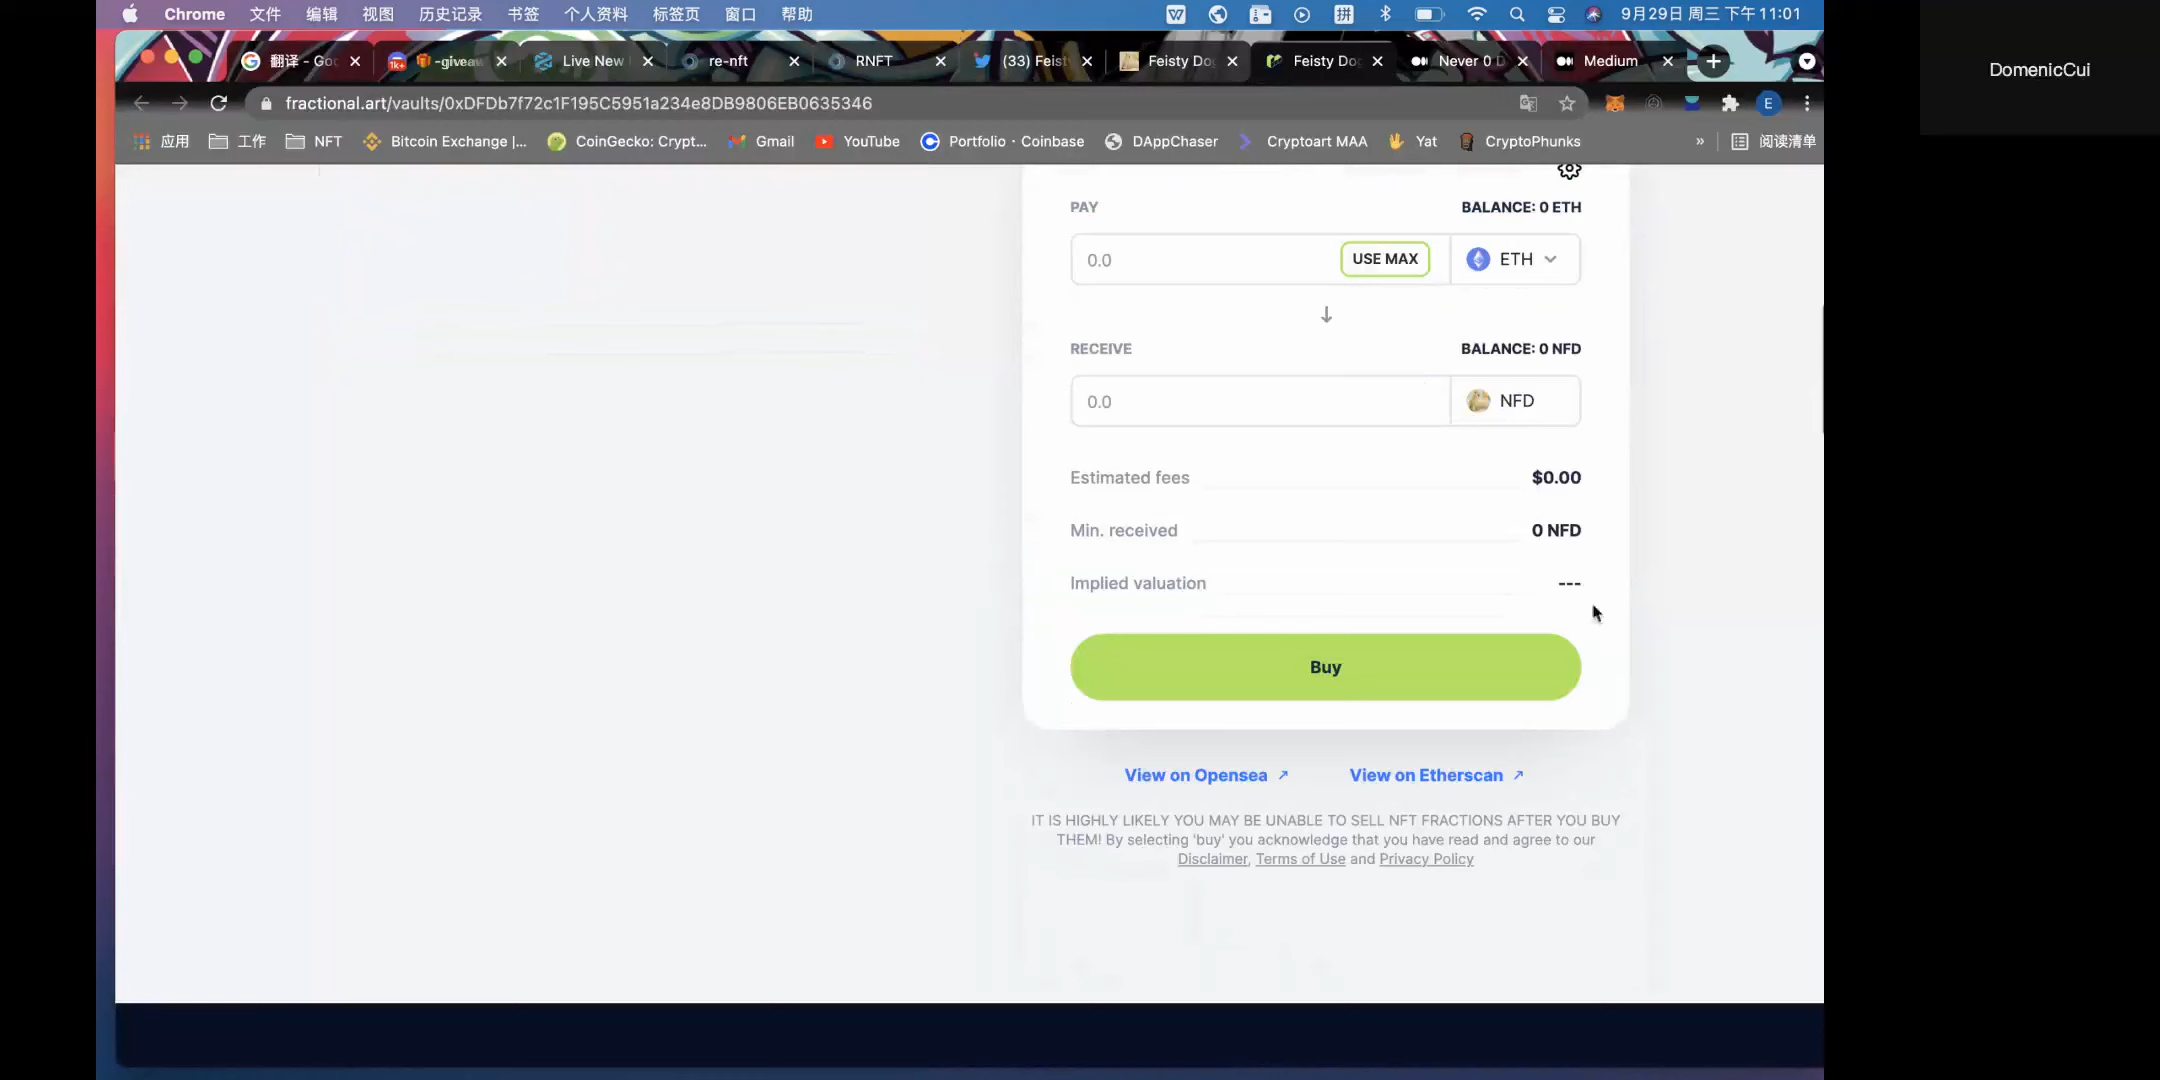 Chrome 文件 编辑 视图 历史记录 书签 个人资料 标签页 窗口 帮助 拼 9月29日 周三 下午11:01
DomenicCui
翻译 - Goo -giveaw Live New re-nft RNFT (33) Feist Feisty Do Feisty Do Never 0 Medium
fractional.art/vaults/0xDFDb7f72c1F195C5951a234e8DB9806EB0635346 E
应用 工作 NFT Bitcoin Exchange |... CoinGecko: Crypt... Gmail YouTube Portfolio · Coinbase DAppChaser Cryptoart MAA Yat CryptoPhunks » 阅读清单
PAY BALANCE: 0 ETH
0.0 USE MAX ETH
RECEIVE BALANCE: 0 NFD
0.0 NFD
Estimated fees $0.00
Min. received 0 NFD
Implied valuation ---
Buy
View on Opensea ↗ View on Etherscan ↗
IT IS HIGHLY LIKELY YOU MAY BE UNABLE TO SELL NFT FRACTIONS AFTER YOU BUY
THEM! By selecting 'buy' you acknowledge that you have read and agree to our
Disclaimer, Terms of Use and Privacy Policy